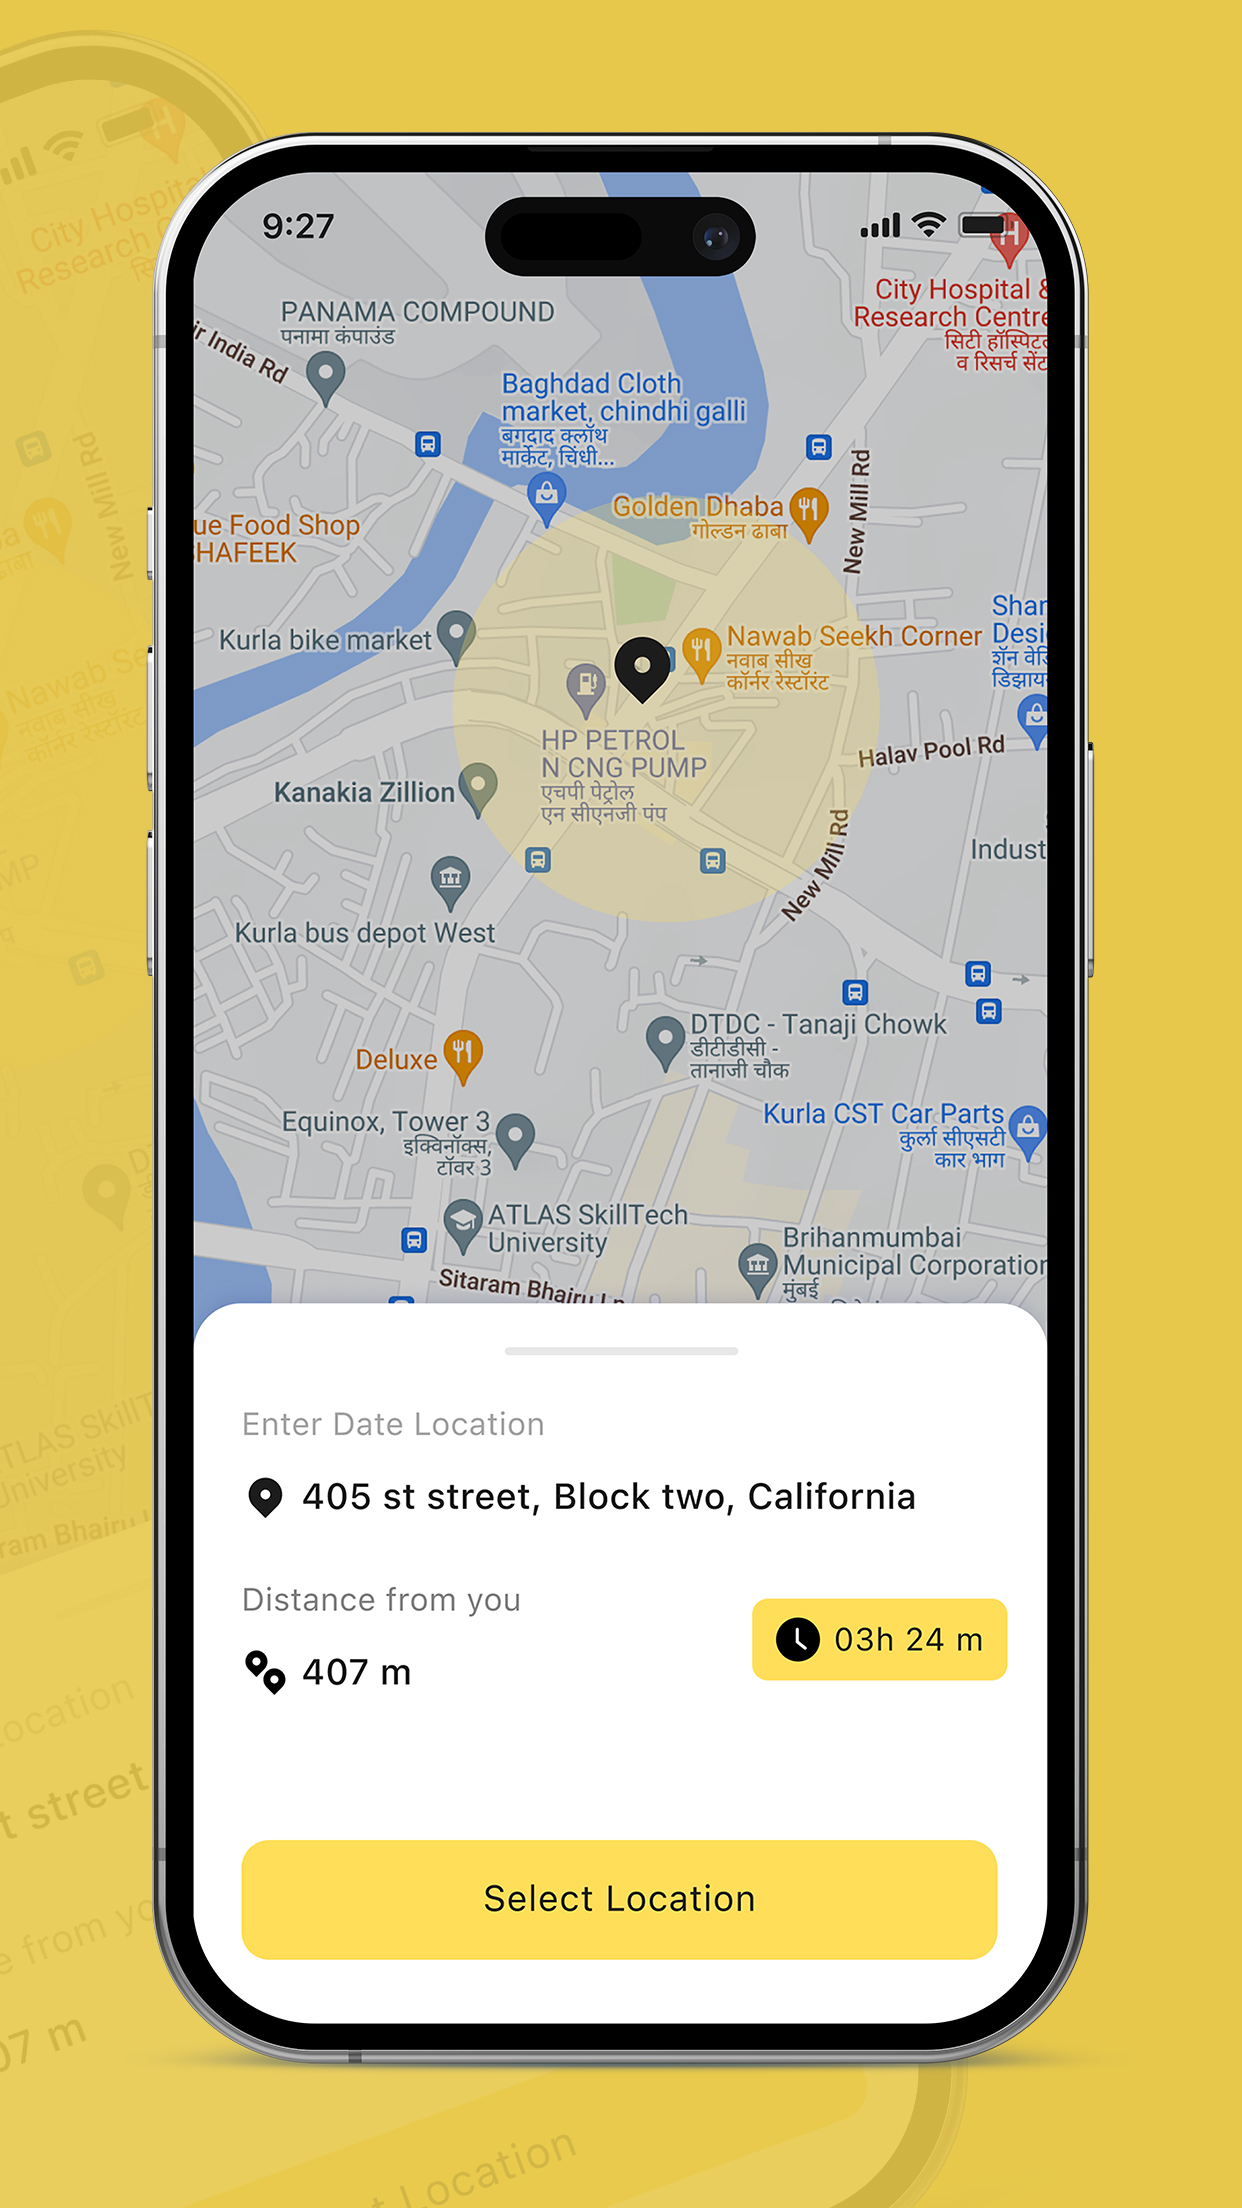 9:27
City Hospital &
Research Centre
सिटी हॉस्पिटल
व रिसर्च सेंट
PANAMA COMPOUND
पनामा कंपाउंड
ir India Rd
Baghdad Cloth
market, chindhi galli
बगदाद क्लॉथ
मार्केट, चिंधी...
Golden Dhaba
गोल्डन ढाबा
New Mill Rd
ue Food Shop
SHAFEEK
Kurla bike market
Nawab Seekh Corner
नवाब सीख
कॉर्नर रेस्टॉरंट
Shan
Desi
शॅन वेडि
डिझाय
HP PETROL
N CNG PUMP
एचपी पेट्रोल
एन सीएनजी पंप
Halav Pool Rd
Kanakia Zillion
New Mill Rd
Indust
Kurla bus depot West
DTDC - Tanaji Chowk
डीटीडीसी -
तानाजी चौक
Deluxe
Equinox, Tower 3
इक्विनॉक्स,
टॉवर 3
Kurla CST Car Parts
कुर्ला सीएसटी
कार भाग
ATLAS SkillTech
University
Brihanmumbai
Municipal Corporation
मुंबई
Sitaram Bhairu Ln
Enter Date Location
405 st street, Block two, California
Distance from you
407 m
03h 24 m
Select Location